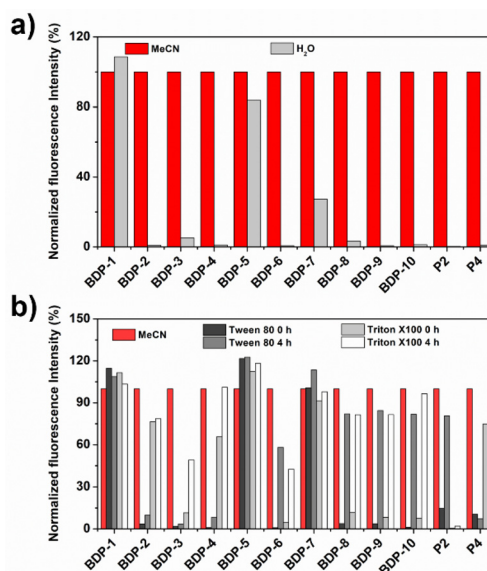 a)
MeCN
H₂O
Normalized fluorescence Intensity (%)
120
80
40
0
BDP-1
BDP-2
BDP-3
BDP-4
BDP-5
BDP-6
BDP-7
BDP-8
BDP-9
BDP-10
P2
P4
b)
MeCN
Tween 80 0 h
Triton X100 0 h
Tween 80 4 h
Triton X100 4 h
Normalized fluorescence Intensity (%)
150
120
90
60
30
0
BDP-1
BDP-2
BDP-3
BDP-4
BDP-5
BDP-6
BDP-7
BDP-8
BDP-9
BDP-10
P2
P4